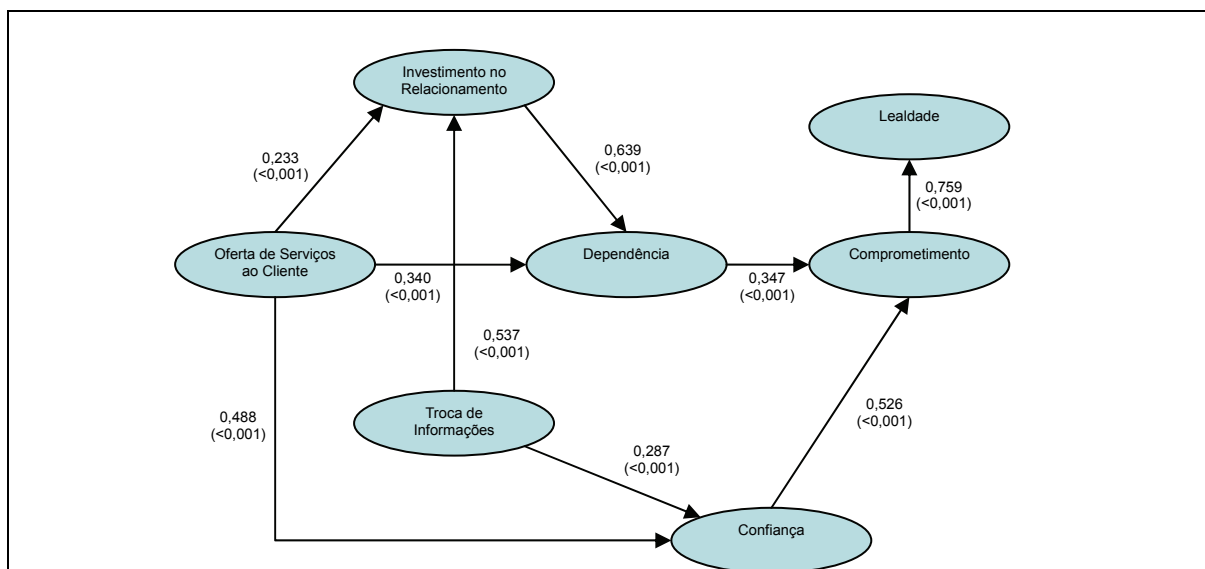 Investimento no
Relacionamento
Lealdade
0,233
(<0,001)
0,639
(<0,001)
0,759
(<0,001)
Oferta de Serviços
ao Cliente
Dependência
Comprometimento
0,340
(<0,001)
0,347
(<0,001)
0,537
(<0,001)
0,488
(<0,001)
Troca de
Informações
0,526
(<0,001)
0,287
(<0,001)
Confiança